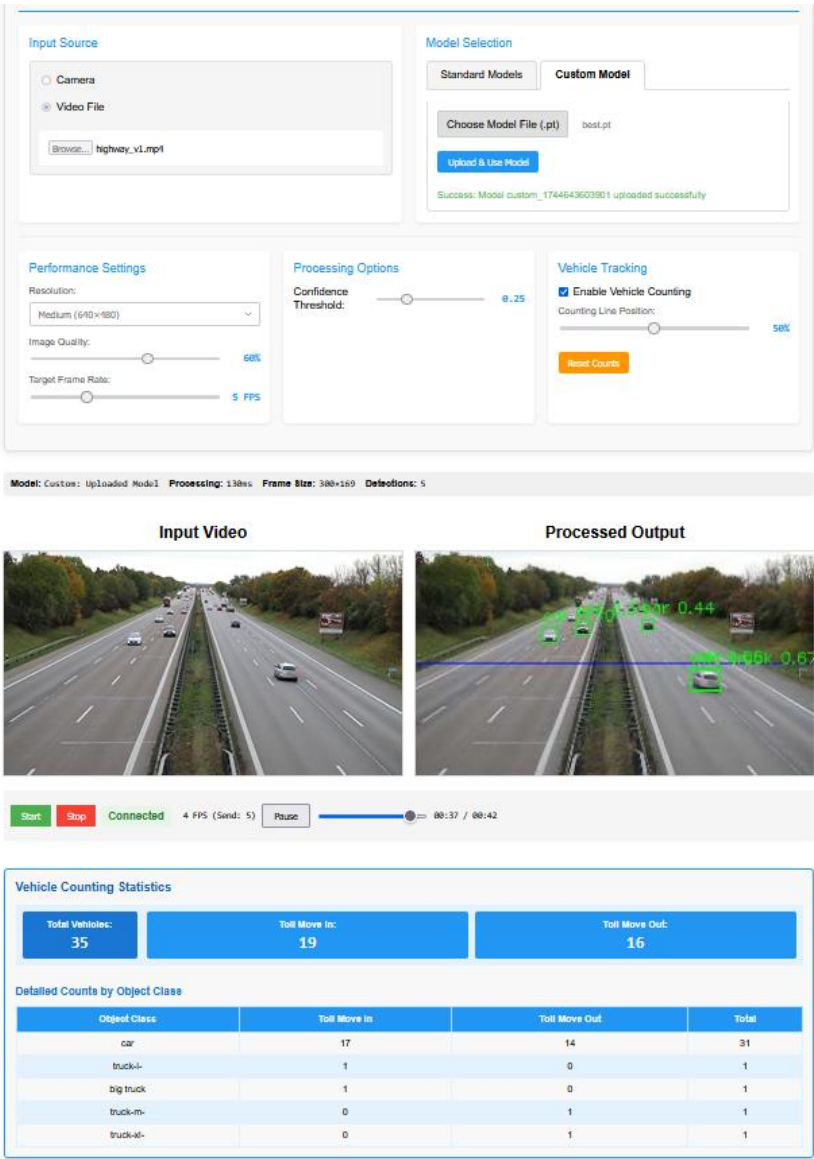 Input Source
Camera
Video File
Browse... highway_v1.mp4
Model Selection
Standard Models Custom Model
Choose Model File (.pt) best.pt
Upload & Use Model
Success: Model custom_1744643603901 uploaded successfully
Performance Settings
Resolution:
Medium (640×480)
Image Quality:
60%
Target Frame Rate:
5 FPS
Processing Options
Confidence
Threshold:
0.25
Vehicle Tracking
Enable Vehicle Counting
Counting Line Position:
50%
Reset Counts
Model: Custom: Uploaded Model Processing: 130ms Frame Size: 300×169 Detections: 5
Input Video
Processed Output
0.44
0.67
Start Stop Connected 4 FPS (Send: 5) Pause 00:37 / 00:42
Vehicle Counting Statistics
Total Vehicles: Toll Move In: Toll Move Out:
35 19 16
Detailed Counts by Object Class
Object Class Toll Move In Toll Move Out Total
car 17 14 31
truck-l- 1 0 1
big truck 1 0 1
truck-m- 0 1 1
truck-xl- 0 1 1